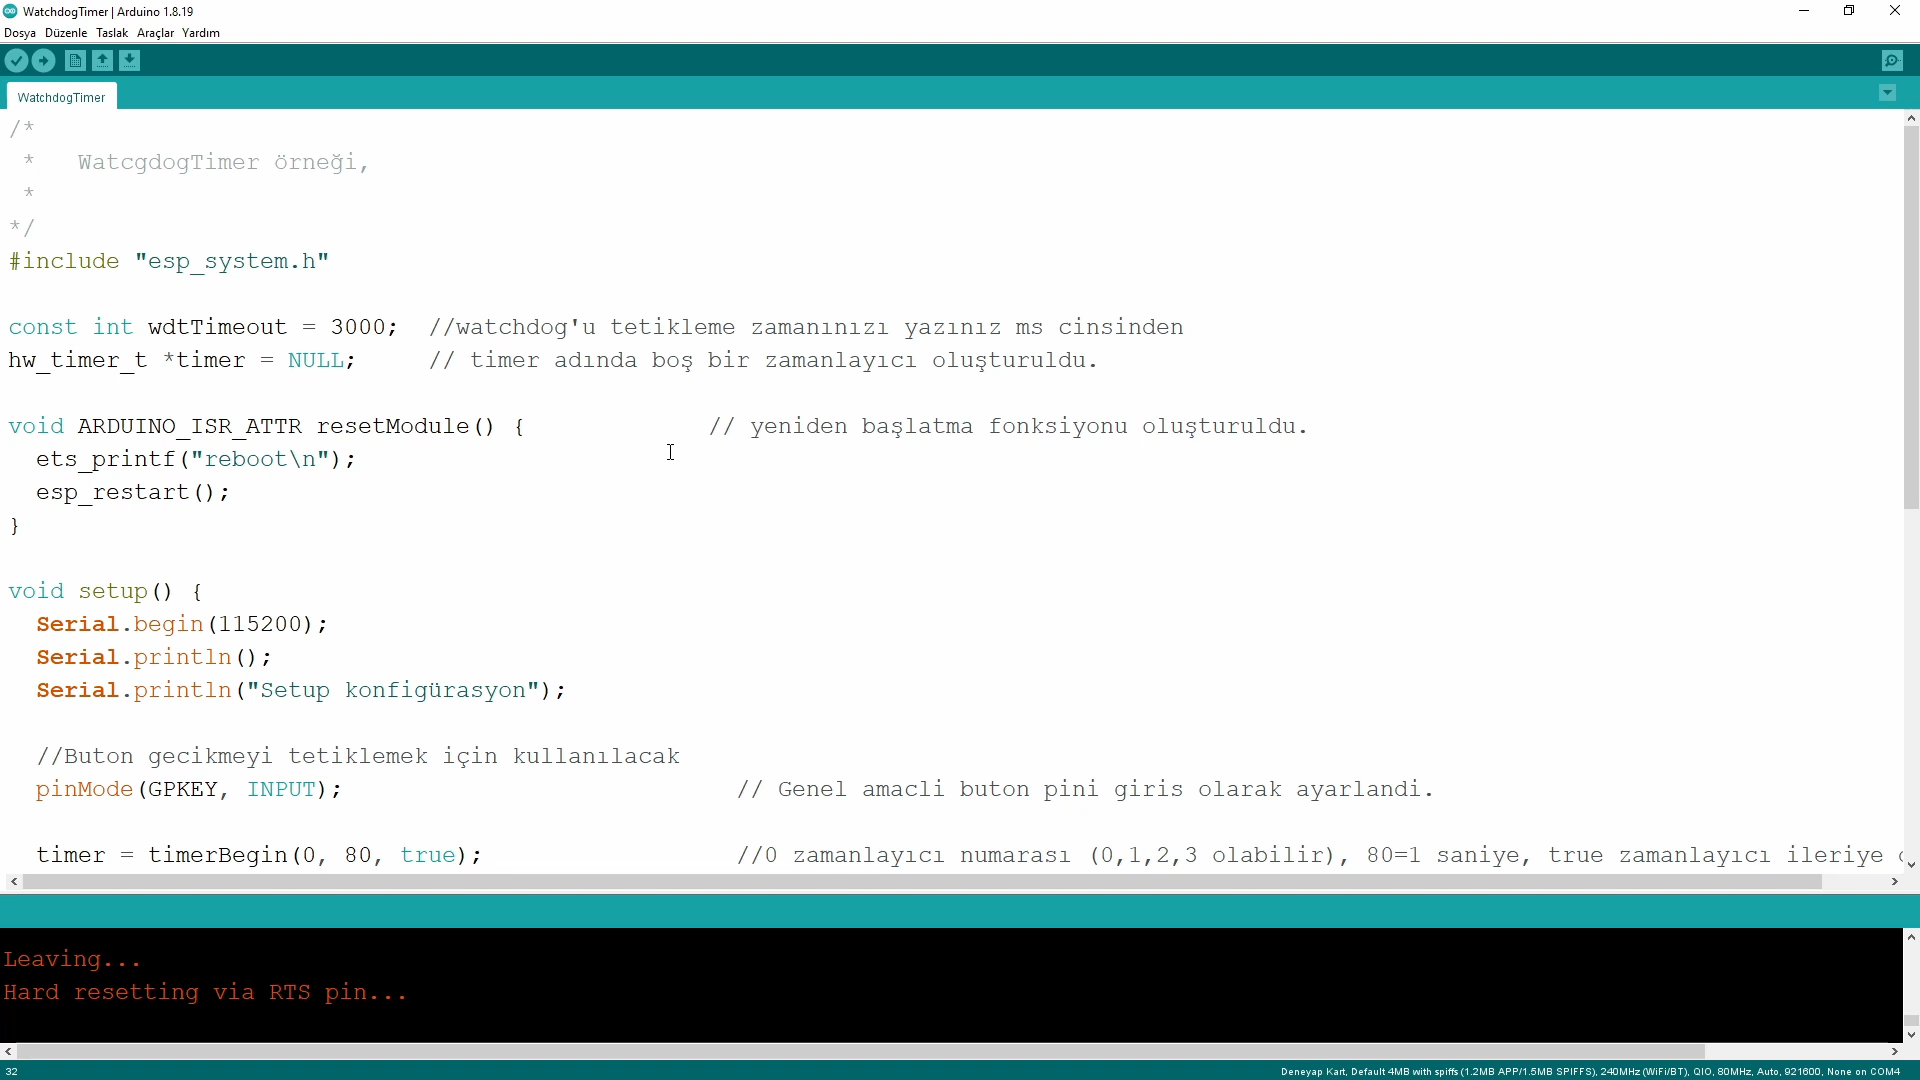 WatchdogTimer | Arduino 1.8.19
Dosya Düzenle Taslak Araçlar Yardım
WatchdogTimer
/*
 *   WatcgdogTimer örneği,
 *
*/
#include "esp_system.h"
const int wdtTimeout = 3000;  //watchdog'u tetikleme zamanınızı yazınız ms cinsinden
hw_timer_t *timer = NULL;     // timer adında boş bir zamanlayıcı oluşturuldu.
void ARDUINO_ISR_ATTR resetModule() {             // yeniden başlatma fonksiyonu oluşturuldu.
  ets_printf("reboot\n");
  esp_restart();
}
void setup() {
  Serial.begin(115200);
  Serial.println();
  Serial.println("Setup konfigürasyon");
  //Buton gecikmeyi tetiklemek için kullanılacak
  pinMode(GPKEY, INPUT);                            // Genel amacli buton pini giris olarak ayarlandi.
  timer = timerBegin(0, 80, true);                  //0 zamanlayıcı numarası (0,1,2,3 olabilir), 80=1 saniye, true zamanlayıcı ileriye
Leaving...
Hard resetting via RTS pin...
32
Deneyap Kart, Default 4MB with spiffs (1.2MB APP/1.5MB SPIFFS), 240MHz (WiFi/BT), QIO, 80MHz, Auto, 921600, None on COM4